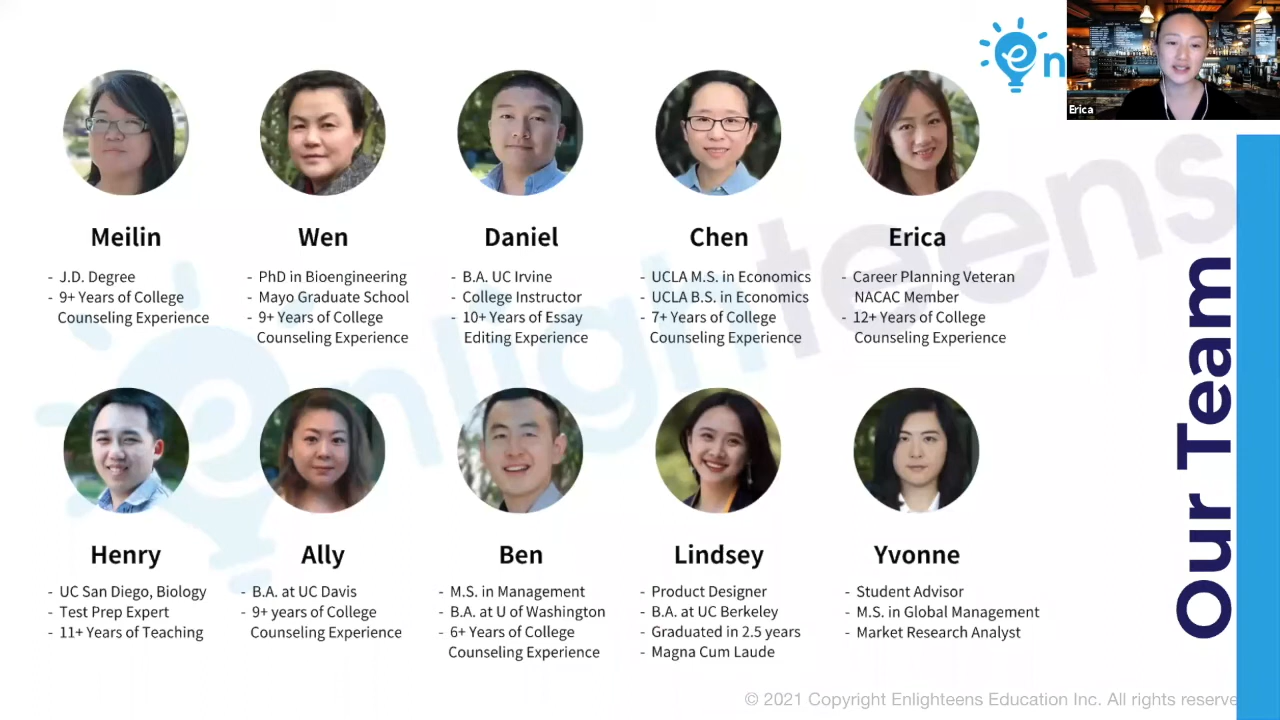 en
Erica
Meilin
- J.D. Degree
- 9+ Years of College
Counseling Experience
Wen
- PhD in Bioengineering
- Mayo Graduate School
- 9+ Years of College
Counseling Experience
Daniel
- B.A. UC Irvine
- College Instructor
- 10+ Years of Essay
Editing Experience
Chen
- UCLA M.S. in Economics
- UCLA B.S. in Economics
- 7+ Years of College
Counseling Experience
Erica
- Career Planning Veteran
NACAC Member
- 12+ Years of College
Counseling Experience
Henry
- UC San Diego, Biology
- Test Prep Expert
- 11+ Years of Teaching
Ally
- B.A. at UC Davis
- 9+ years of College
Counseling Experience
Ben
- M.S. in Management
- B.A. at U of Washington
- 6+ Years of College
Counseling Experience
Lindsey
- Product Designer
- B.A. at UC Berkeley
- Graduated in 2.5 years
- Magna Cum Laude
Yvonne
- Student Advisor
- M.S. in Global Management
- Market Research Analyst
Our Team
enlighteens
© 2021 Copyright Enlighteens Education Inc. All rights reserve